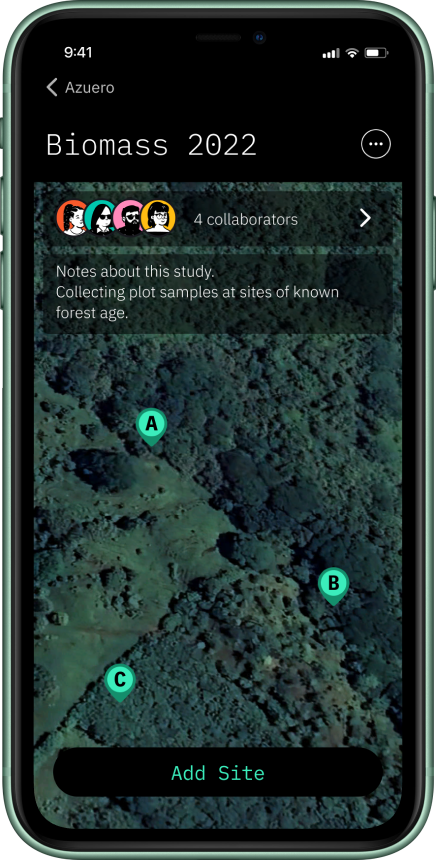 9:41
Azuero
Biomass 2022
4 collaborators
Notes about this study.
Collecting plot samples at sites of known
forest age.
A
B
C
Add Site